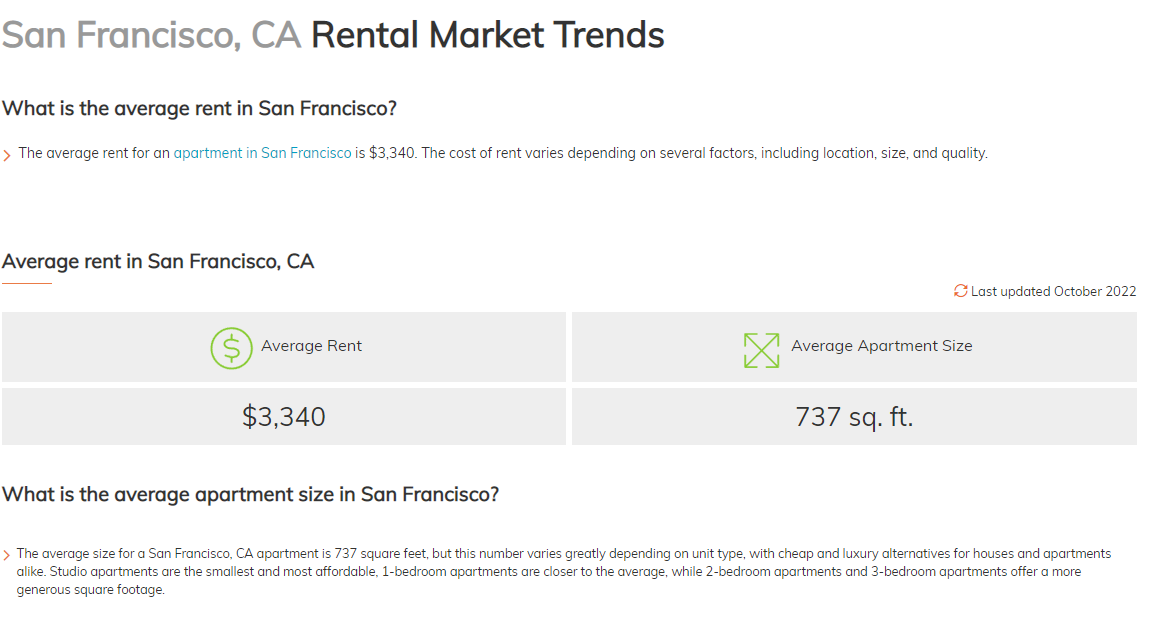 San Francisco, CA Rental Market Trends
What is the average rent in San Francisco?
The average rent for an apartment in San Francisco is $3,340. The cost of rent varies depending on several factors, including location, size, and quality.
Average rent in San Francisco, CA
Last updated October 2022
Average Rent
Average Apartment Size
$3,340
737 sq. ft.
What is the average apartment size in San Francisco?
The average size for a San Francisco, CA apartment is 737 square feet, but this number varies greatly depending on unit type, with cheap and luxury alternatives for houses and apartments
alike. Studio apartments are the smallest and most affordable, 1-bedroom apartments are closer to the average, while 2-bedroom apartments and 3-bedroom apartments offer a more
generous square footage.